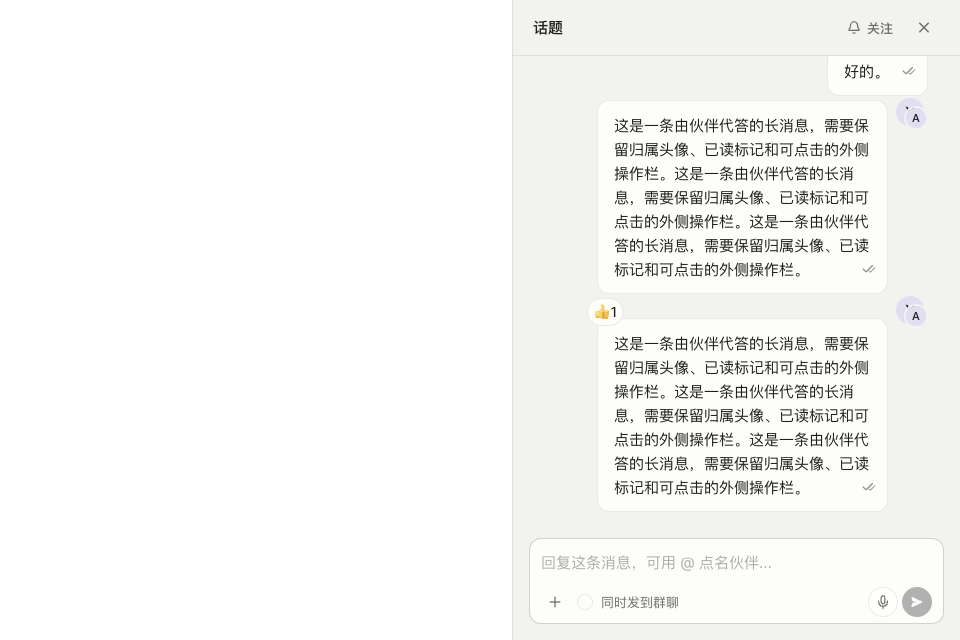 话题
关注
好的。
A
这是一条由伙伴代答的长消息，需要保
留归属头像、已读标记和可点击的外侧
操作栏。这是一条由伙伴代答的长消
息，需要保留归属头像、已读标记和可
点击的外侧操作栏。这是一条由伙伴代
答的长消息，需要保留归属头像、已读
标记和可点击的外侧操作栏。
👍1
A
这是一条由伙伴代答的长消息，需要保
留归属头像、已读标记和可点击的外侧
操作栏。这是一条由伙伴代答的长消
息，需要保留归属头像、已读标记和可
点击的外侧操作栏。这是一条由伙伴代
答的长消息，需要保留归属头像、已读
标记和可点击的外侧操作栏。
回复这条消息，可用 @ 点名伙伴...
同时发到群聊